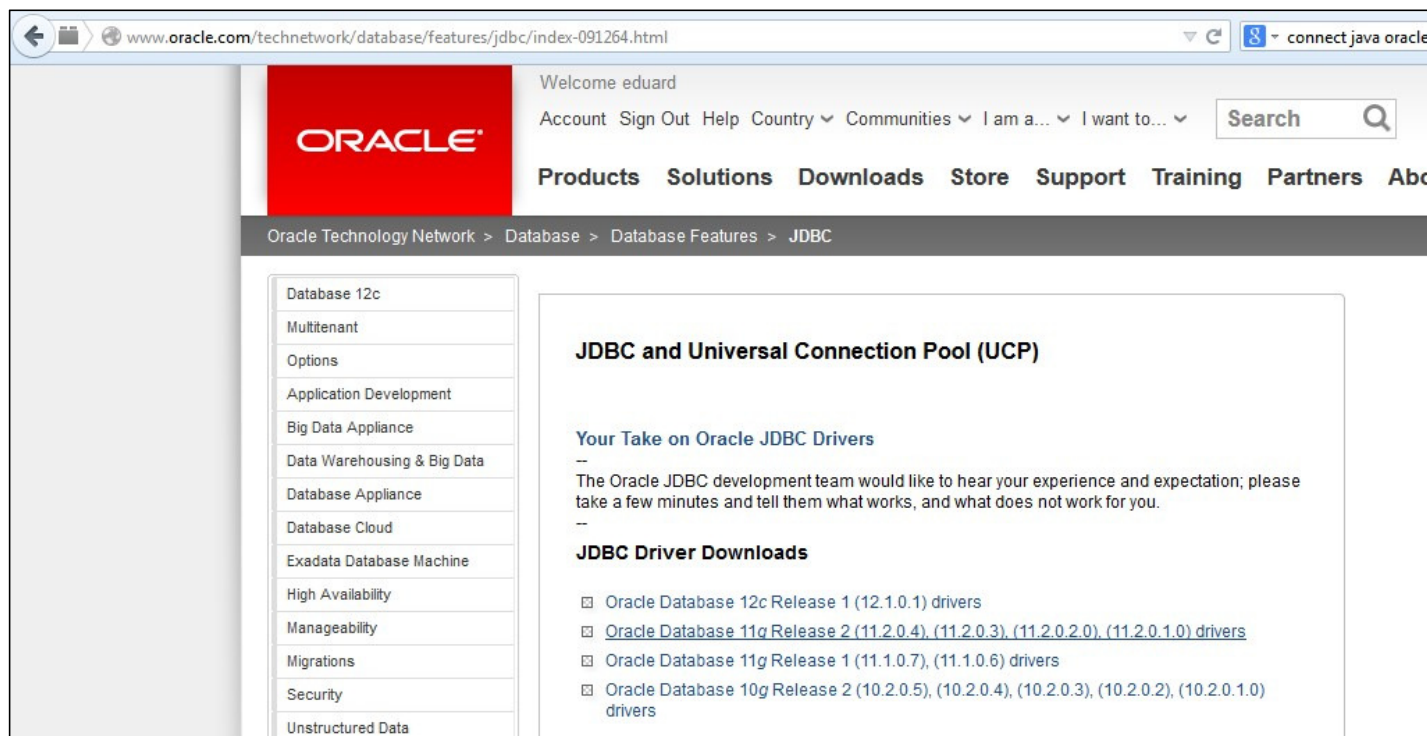 www.oracle.com/technetwork/database/features/jdbc/index-091264.html
8 connect java oracle
Welcome eduard
Account Sign Out Help Country Communities I am a... I want to...
Search
ORACLE
Products Solutions Downloads Store Support Training Partners Abo
Oracle Technology Network > Database > Database Features > JDBC
Database 12c
Multitenant
Options
Application Development
Big Data Appliance
Data Warehousing & Big Data
Database Appliance
Database Cloud
Exadata Database Machine
High Availability
Manageability
Migrations
Security
Unstructured Data
JDBC and Universal Connection Pool (UCP)
Your Take on Oracle JDBC Drivers
--
The Oracle JDBC development team would like to hear your experience and expectation; please
take a few minutes and tell them what works, and what does not work for you.
--
JDBC Driver Downloads
Oracle Database 12c Release 1 (12.1.0.1) drivers
Oracle Database 11g Release 2 (11.2.0.4), (11.2.0.3), (11.2.0.2.0), (11.2.0.1.0) drivers
Oracle Database 11g Release 1 (11.1.0.7), (11.1.0.6) drivers
Oracle Database 10g Release 2 (10.2.0.5), (10.2.0.4), (10.2.0.3), (10.2.0.2), (10.2.0.1.0)
drivers